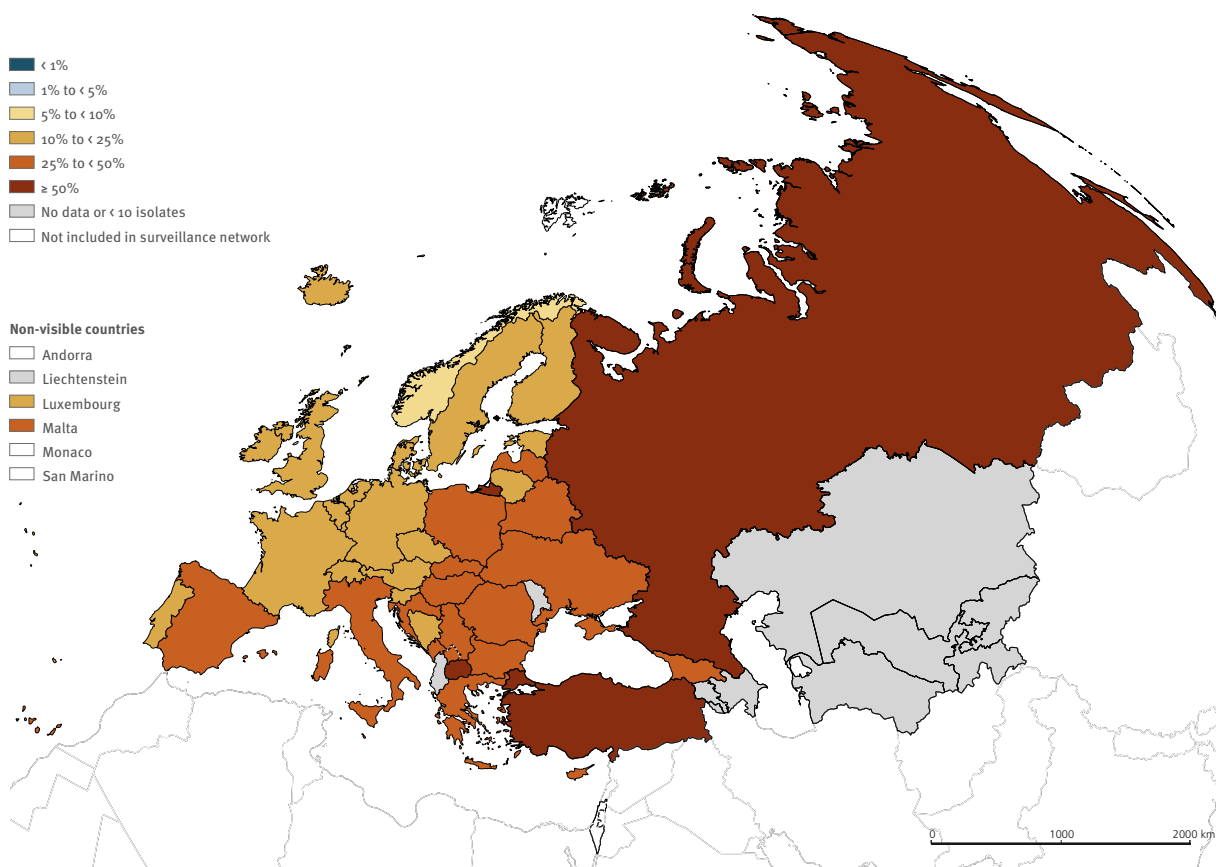 < 1%
1% to < 5%
5% to < 10%
10% to < 25%
25% to < 50%
≥ 50%
No data or < 10 isolates
Not included in surveillance network
Non-visible countries
Andorra
Liechtenstein
Luxembourg
Malta
Monaco
San Marino
0 1000 2000 km